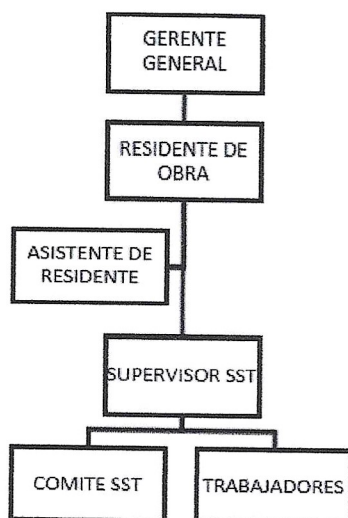 GERENTE
GENERAL
RESIDENTE DE
OBRA
ASISTENTE DE
RESIDENTE
SUPERVISOR SST
COMITE SST
TRABAJADORES